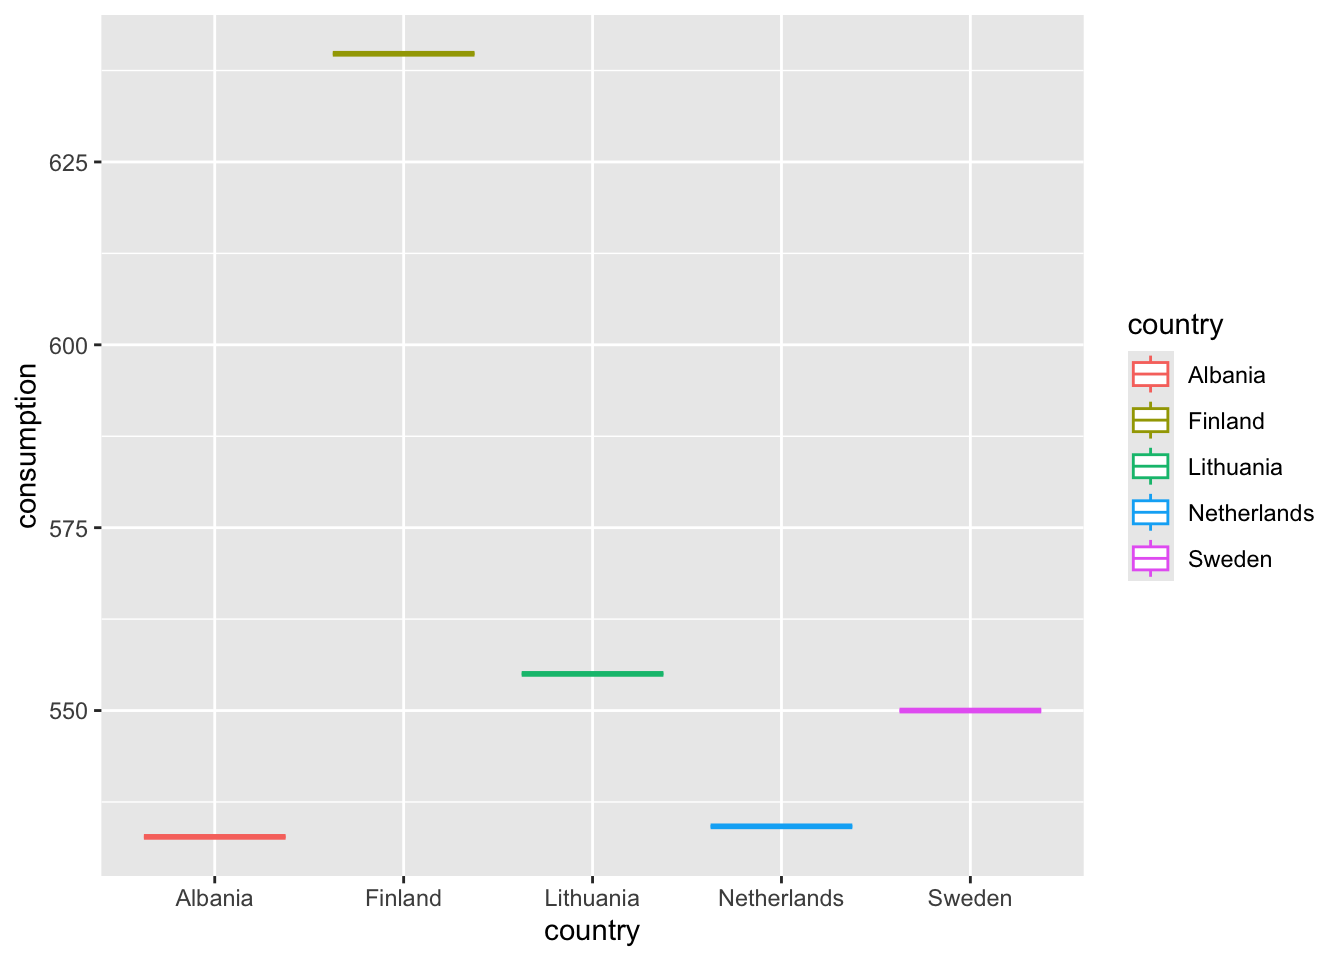 consumption
625
600
575
550
Albania Finland Lithuania Netherlands Sweden
country
country
Albania
Finland
Lithuania
Netherlands
Sweden